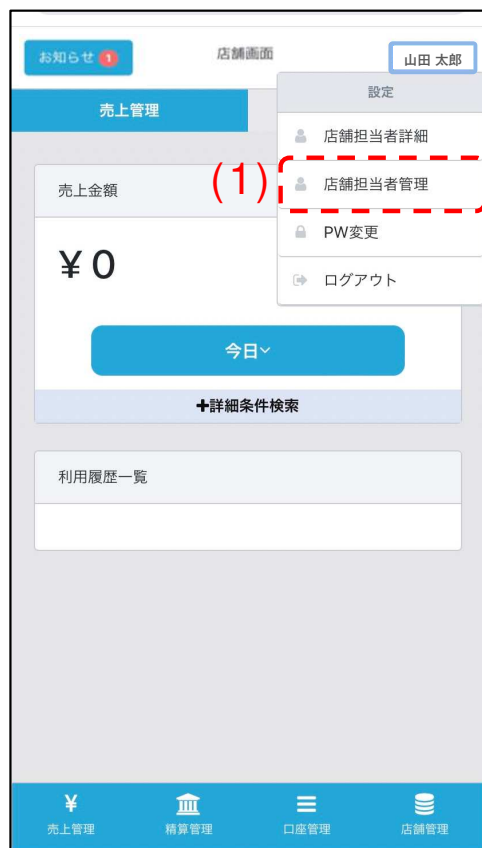 お知らせ 1
店舗画面
山田 太郎
設定
売上管理
店舗担当者詳細
(1)
店舗担当者管理
売上金額
PW変更
¥0
ログアウト
今日
+詳細条件検索
利用履歴一覧
¥
売上管理
精算管理
口座管理
店舗管理